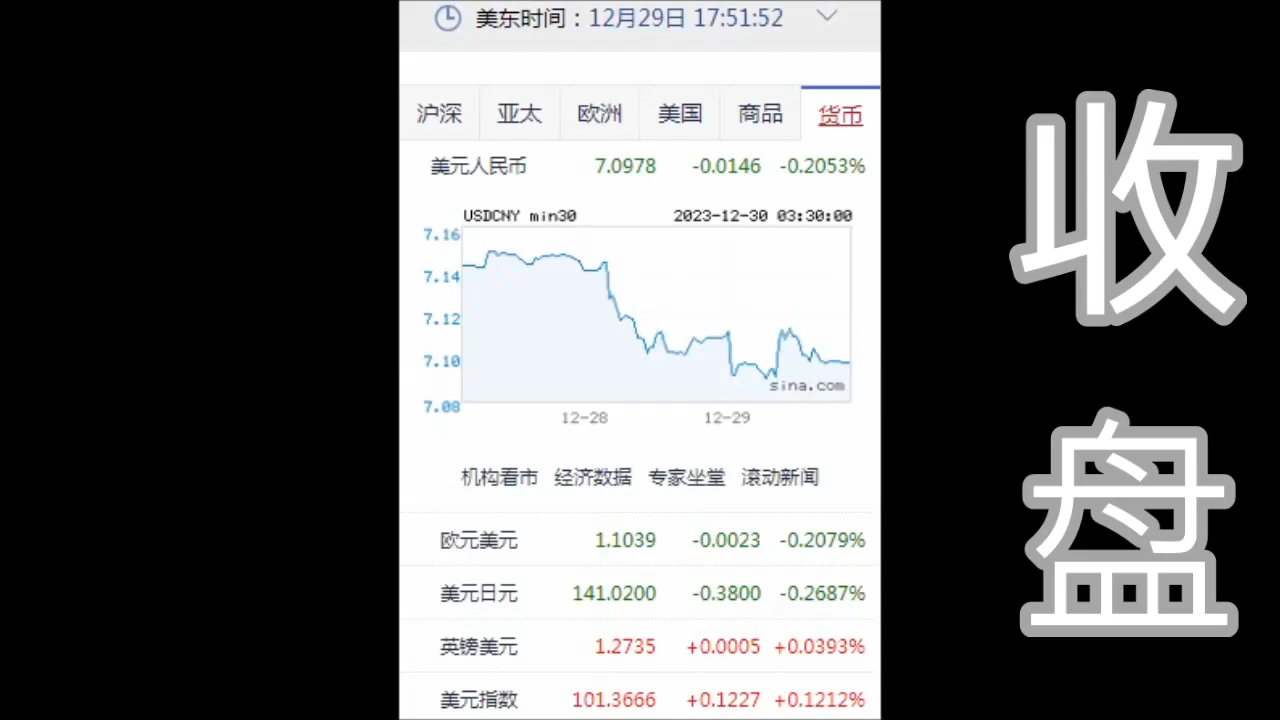 美东时间：12月29日 17:51:52
沪深 亚太 欧洲 美国 商品 货币
美元人民币 7.0978 -0.0146 -0.2053%
USDCNY min30 2023-12-30 03:30:00
7.16
7.14
7.12
7.10
7.08
sina.com
12-28 12-29
机构看市 经济数据 专家坐堂 滚动新闻
欧元美元 1.1039 -0.0023 -0.2079%
美元日元 141.0200 -0.3800 -0.2687%
英镑美元 1.2735 +0.0005 +0.0393%
美元指数 101.3666 +0.1227 +0.1212%
收
盘